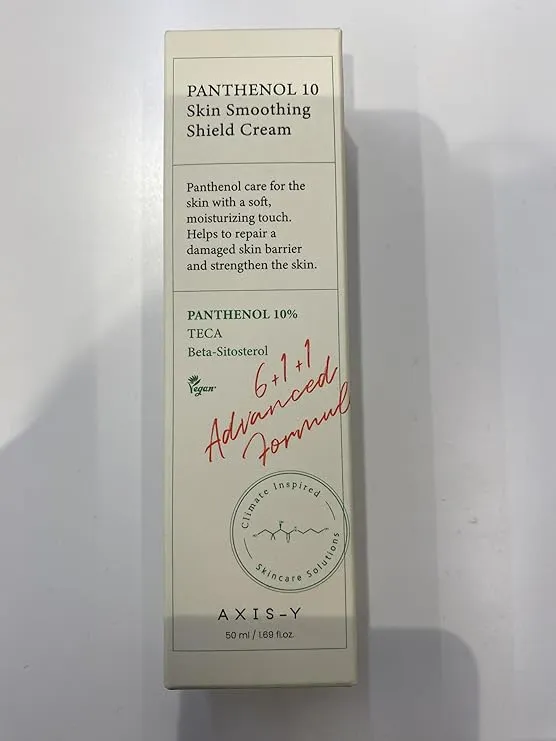 PANTHENOL 10
Skin Smoothing
Shield Cream
Panthenol care for the
skin with a soft,
moisturizing touch.
Helps to repair a
damaged skin barrier
and strengthen the skin.
PANTHENOL 10%
TECA
Beta-Sitosterol
Vegan
6+1+1
Advanced
Formul
Climate Inspired
Skincare Solutions
AXIS-Y
50 ml / 1.69 fl.oz.